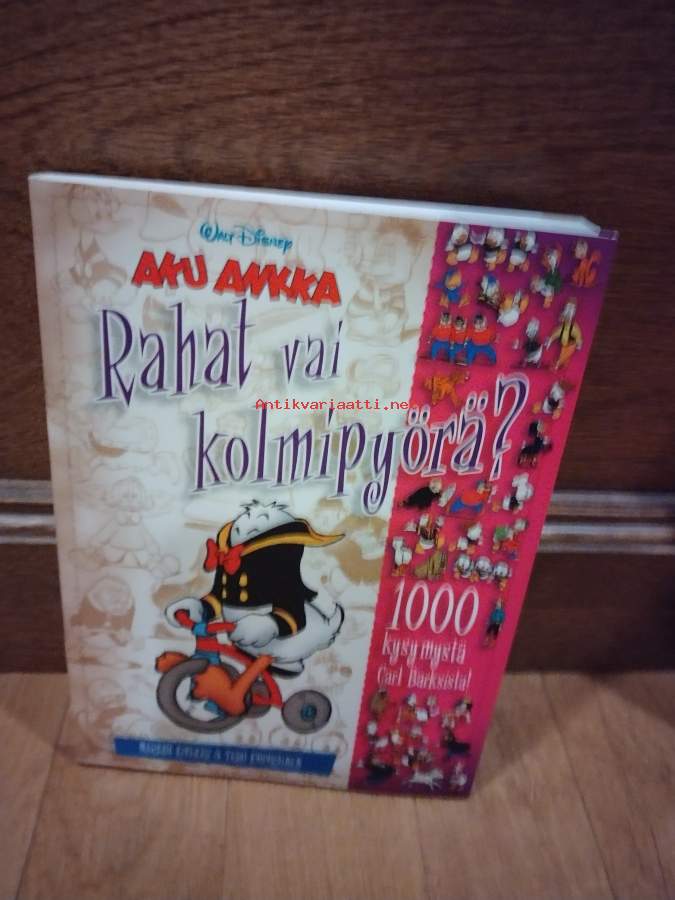 Walt Disney
AKU ANKKA
Rahat vai
Antikvariaatti.net
kolmipyörä?
1000
kysymystä
Carl Barksista!